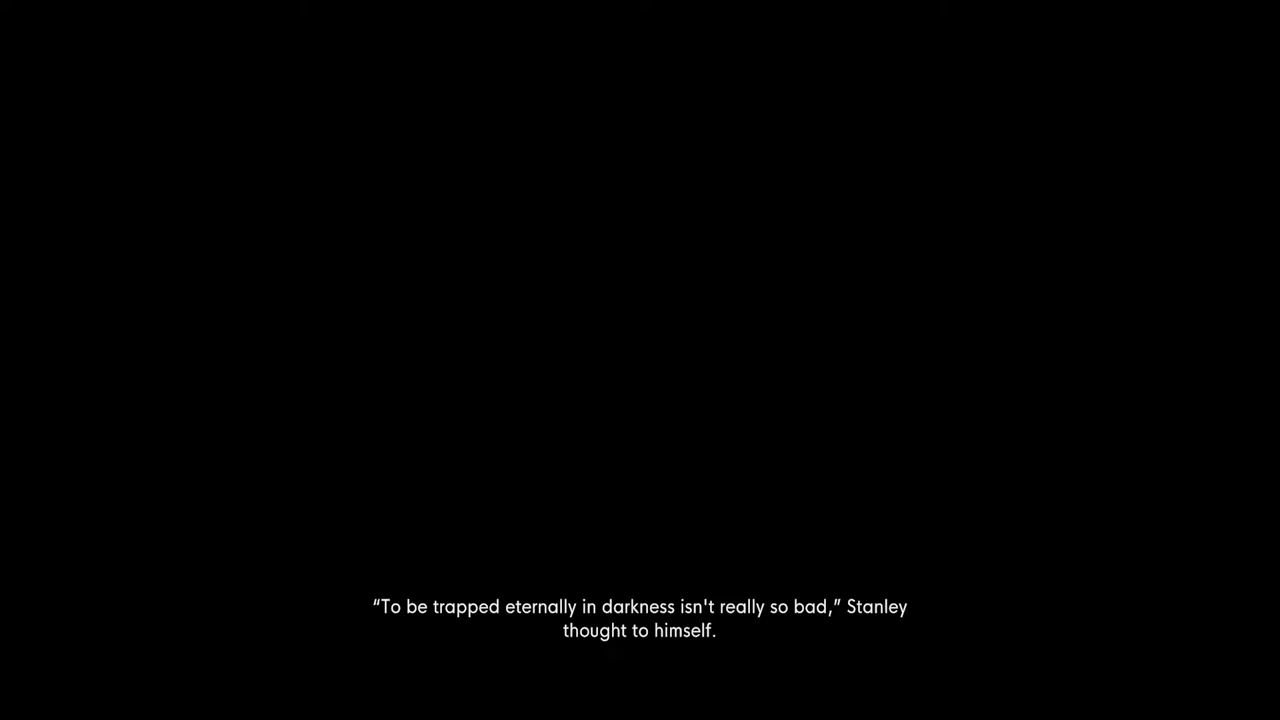 “To be trapped eternally in darkness isn't really so bad,” Stanley
thought to himself.